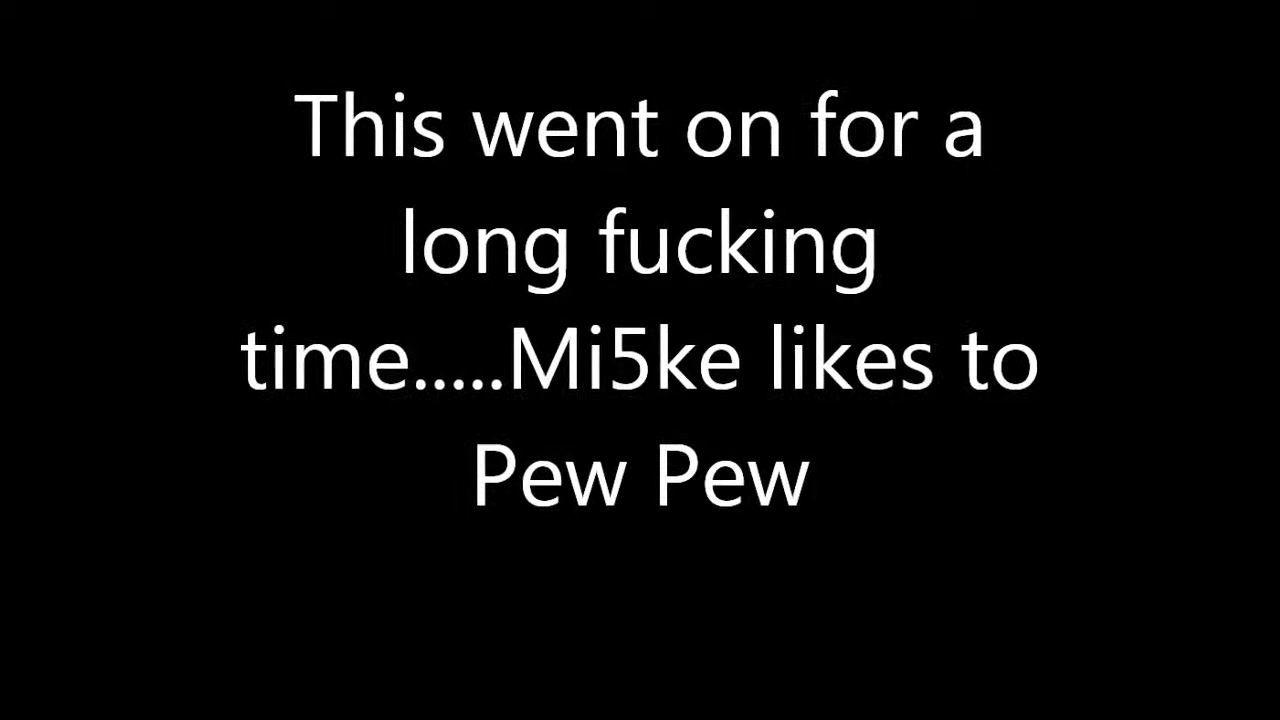 This went on for a
long fucking
time.....Mi5ke likes to
Pew Pew